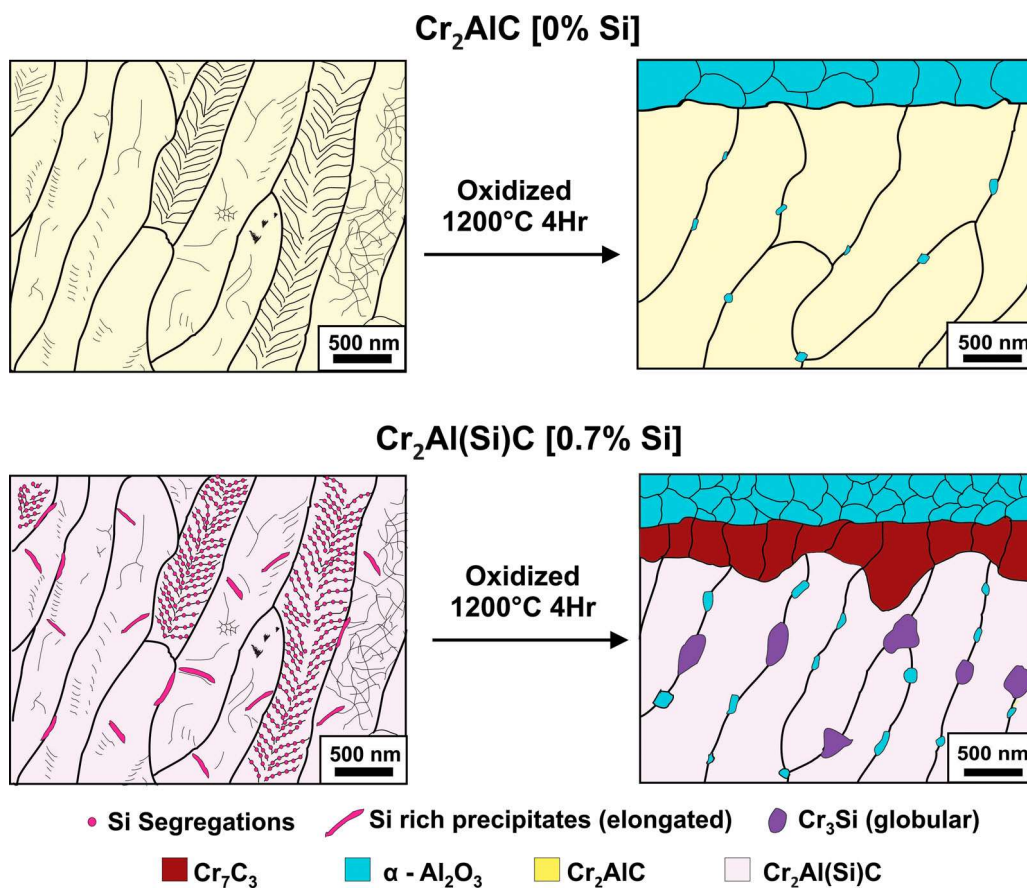 Cr₂AlC [0% Si]
Oxidized
1200°C 4Hr
500 nm
500 nm
Cr₂Al(Si)C [0.7% Si]
Oxidized
1200°C 4Hr
500 nm
500 nm
Si Segregations
Si rich precipitates (elongated)
Cr₃Si (globular)
Cr₇C₃
α - Al₂O₃
Cr₂AlC
Cr₂Al(Si)C